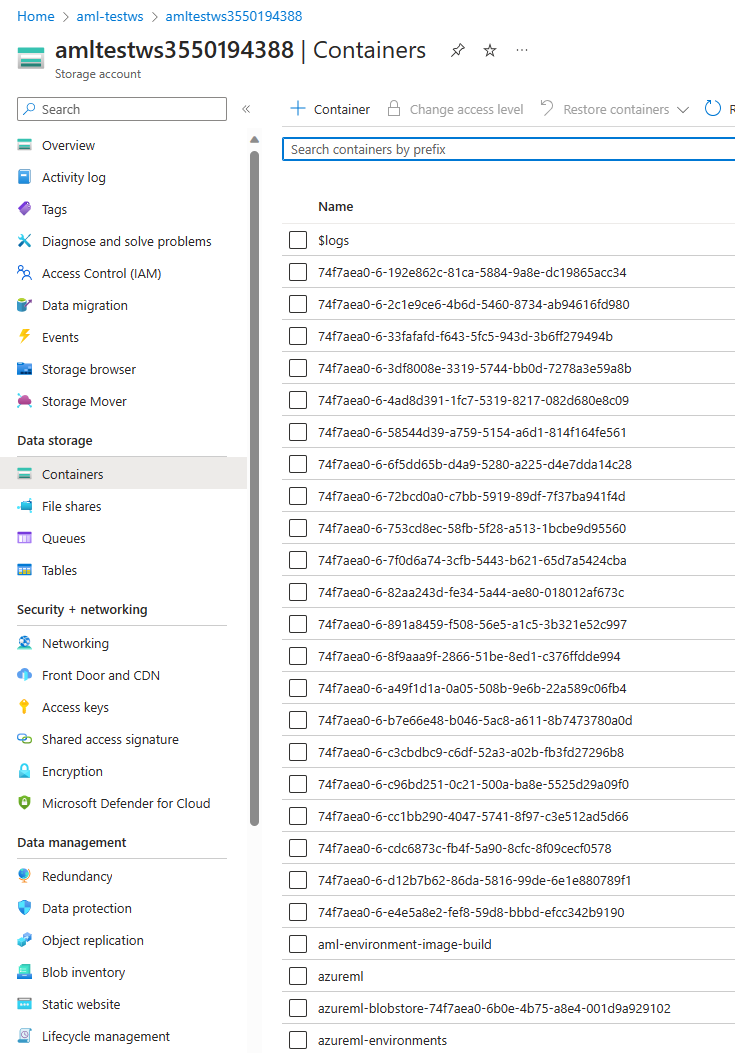 Home > aml-testws > amltestws3550194388
amltestws3550194388 | Containers
Storage account
Search
Overview
Activity log
Tags
Diagnose and solve problems
Access Control (IAM)
Data migration
Events
Storage browser
Storage Mover
Data storage
Containers
File shares
Queues
Tables
Security + networking
Networking
Front Door and CDN
Access keys
Shared access signature
Encryption
Microsoft Defender for Cloud
Data management
Redundancy
Data protection
Object replication
Blob inventory
Static website
Lifecycle management
Container
Change access level
Restore containers
R
Search containers by prefix
Name
$logs
74f7aea0-6-192e862c-81ca-5884-9a8e-dc19865acc34
74f7aea0-6-2c1e9ce6-4b6d-5460-8734-ab94616fd980
74f7aea0-6-33fafafd-f643-5fc5-943d-3b6ff279494b
74f7aea0-6-3df8008e-3319-5744-bb0d-7278a3e59a8b
74f7aea0-6-4ad8d391-1fc7-5319-8217-082d680e8c09
74f7aea0-6-58544d39-a759-5154-a6d1-814f164fe561
74f7aea0-6-6f5dd65b-d4a9-5280-a225-d4e7dda14c28
74f7aea0-6-72bcd0a0-c7bb-5919-89df-7f37ba941f4d
74f7aea0-6-753cd8ec-58fb-5f28-a513-1bcbe9d95560
74f7aea0-6-7f0d6a74-3cfb-5443-b621-65d7a5424cba
74f7aea0-6-82aa243d-fe34-5a44-ae80-018012af673c
74f7aea0-6-891a8459-f508-56e5-a1c5-3b321e52c997
74f7aea0-6-8f9aaa9f-2866-51be-8ed1-c376ffdde994
74f7aea0-6-a49f1d1a-0a05-508b-9e6b-22a589c06fb4
74f7aea0-6-b7e66e48-b046-5ac8-a611-8b7473780a0d
74f7aea0-6-c3cbdbc9-c6df-52a3-a02b-fb3fd27296b8
74f7aea0-6-c96bd251-0c21-500a-ba8e-5525d29a09f0
74f7aea0-6-cc1bb290-4047-5741-8f97-c3e512ad5d66
74f7aea0-6-cdc6873c-fb4f-5a90-8cfc-8f09cecf0578
74f7aea0-6-d12b7b62-86da-5816-99de-6e1e880789f1
74f7aea0-6-e4e5a8e2-fef8-59d8-bbbd-efcc342b9190
aml-environment-image-build
azureml
azureml-blobstore-74f7aea0-6b0e-4b75-a8e4-001d9a929102
azureml-environments